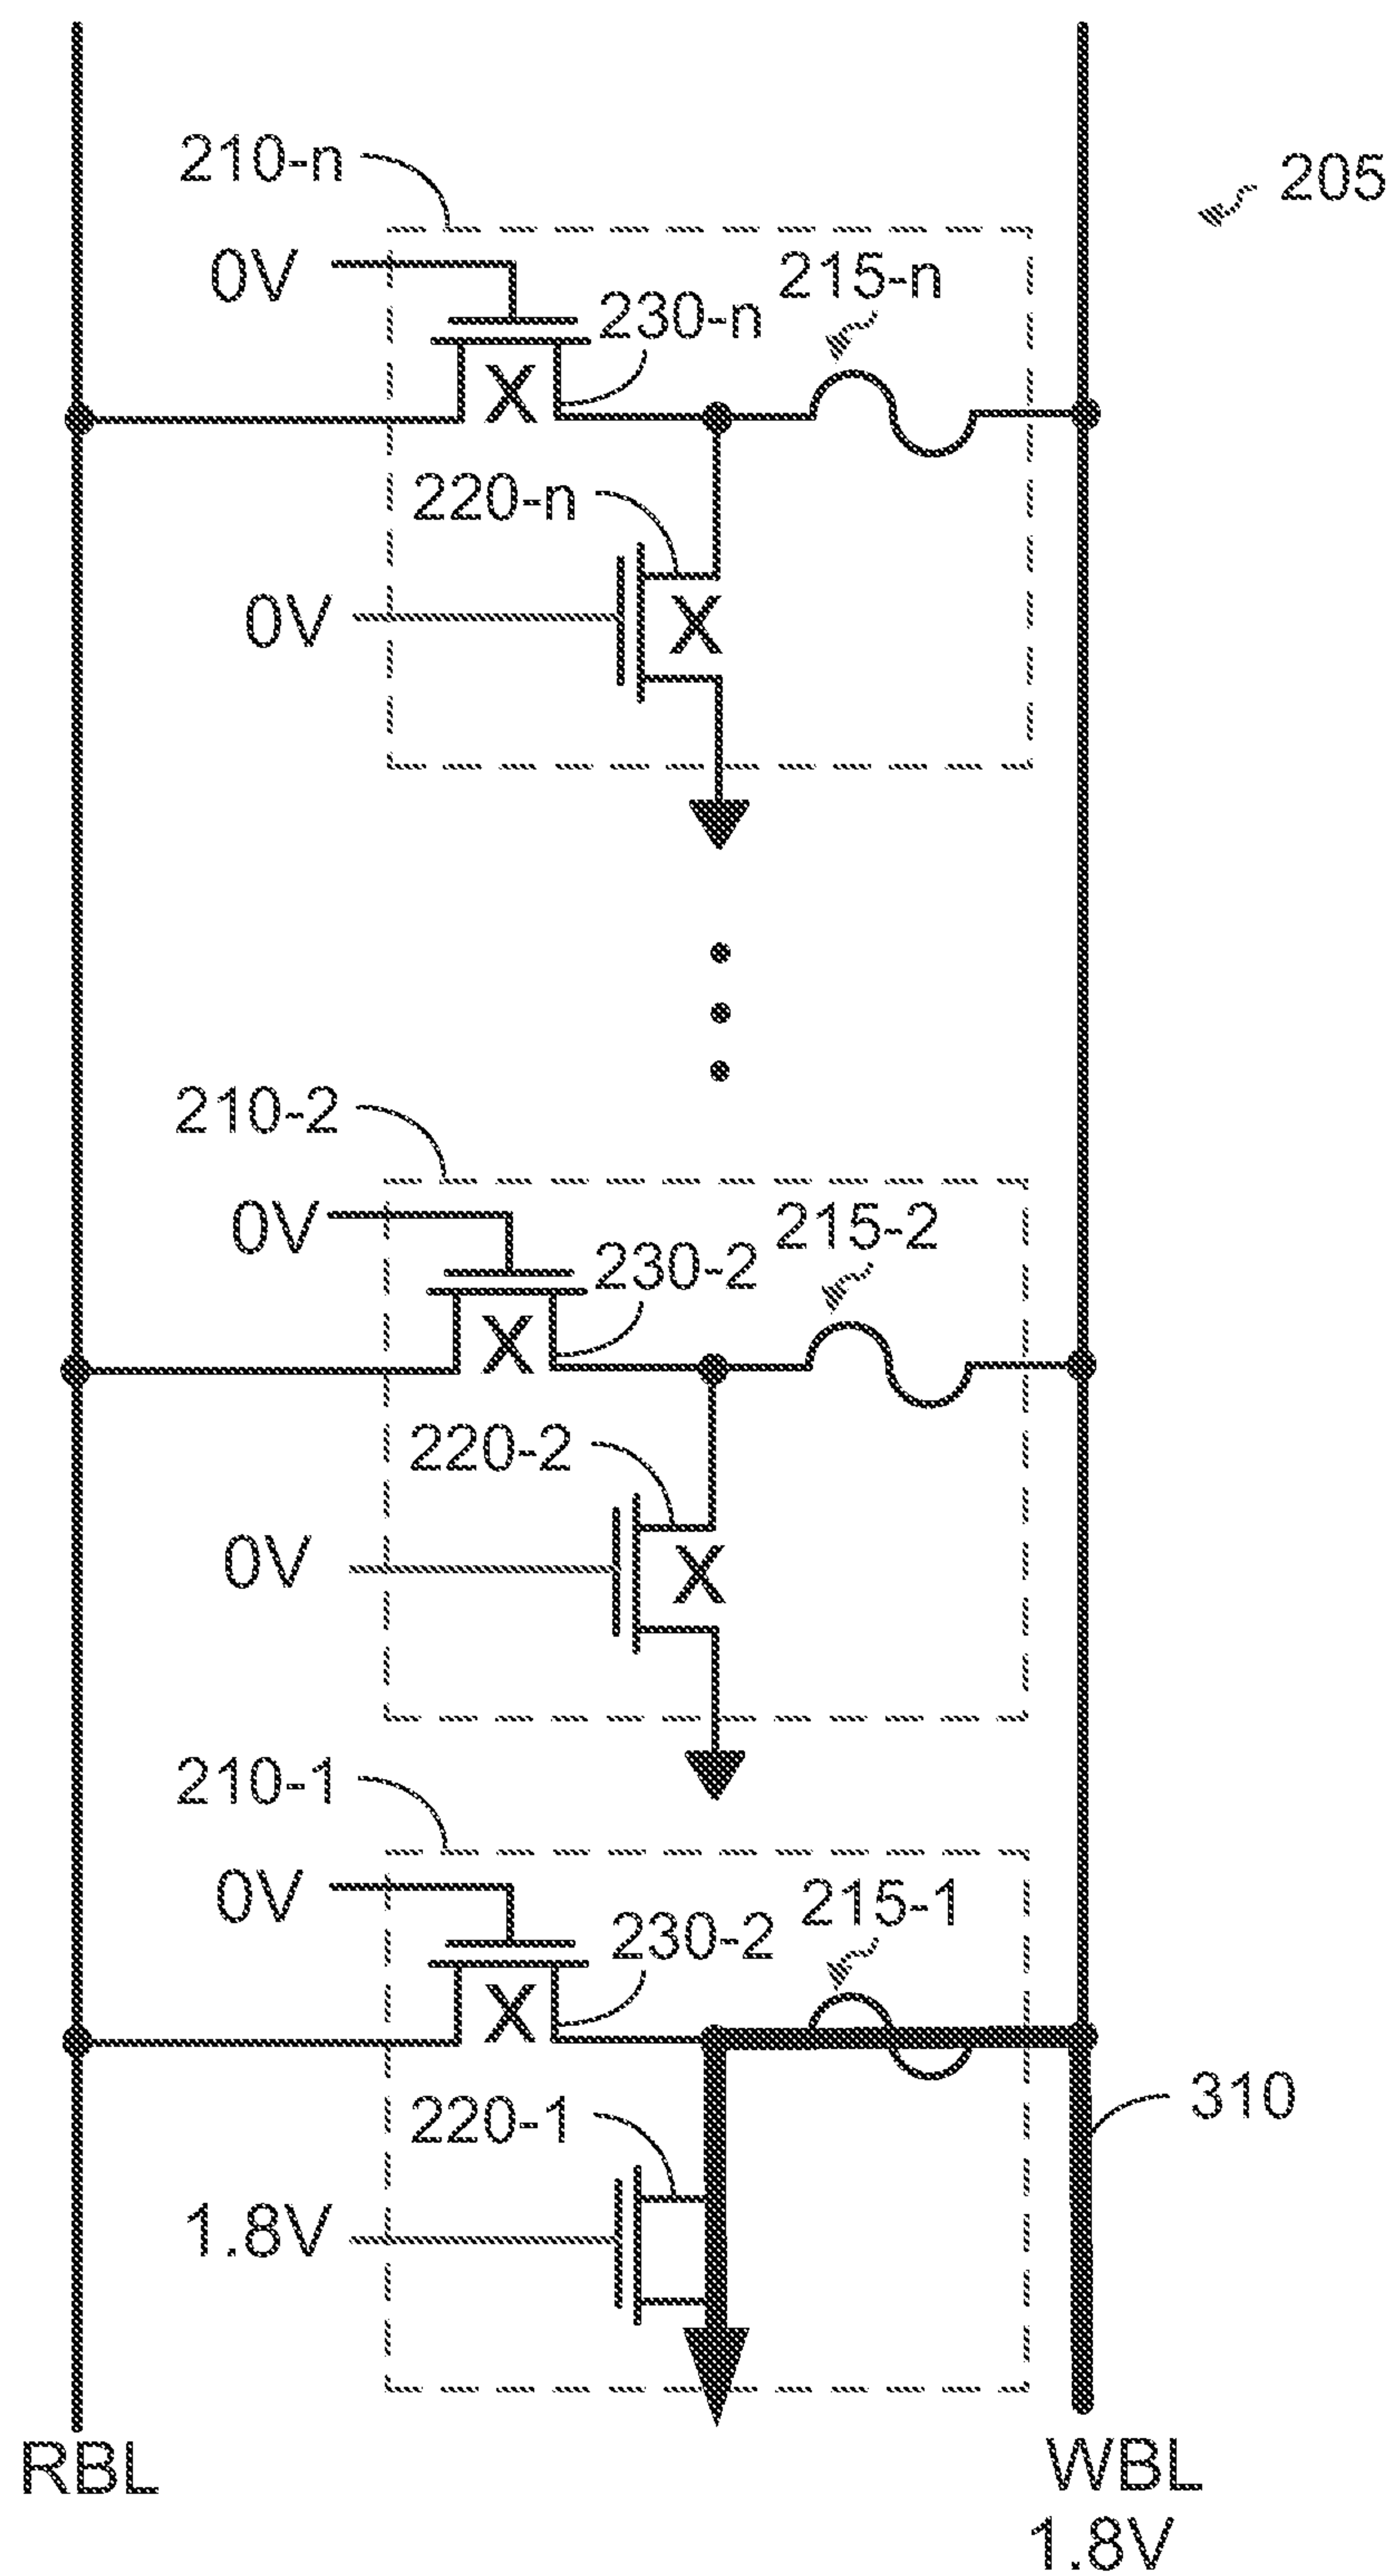 210-n
205
0V
215-n
230-n
X
220-n
0V
X
210-2
0V
215-2
230-2
X
220-2
0V
X
210-1
0V
215-1
230-2
X
310
220-1
1.8V
RBL
WBL
1.8V